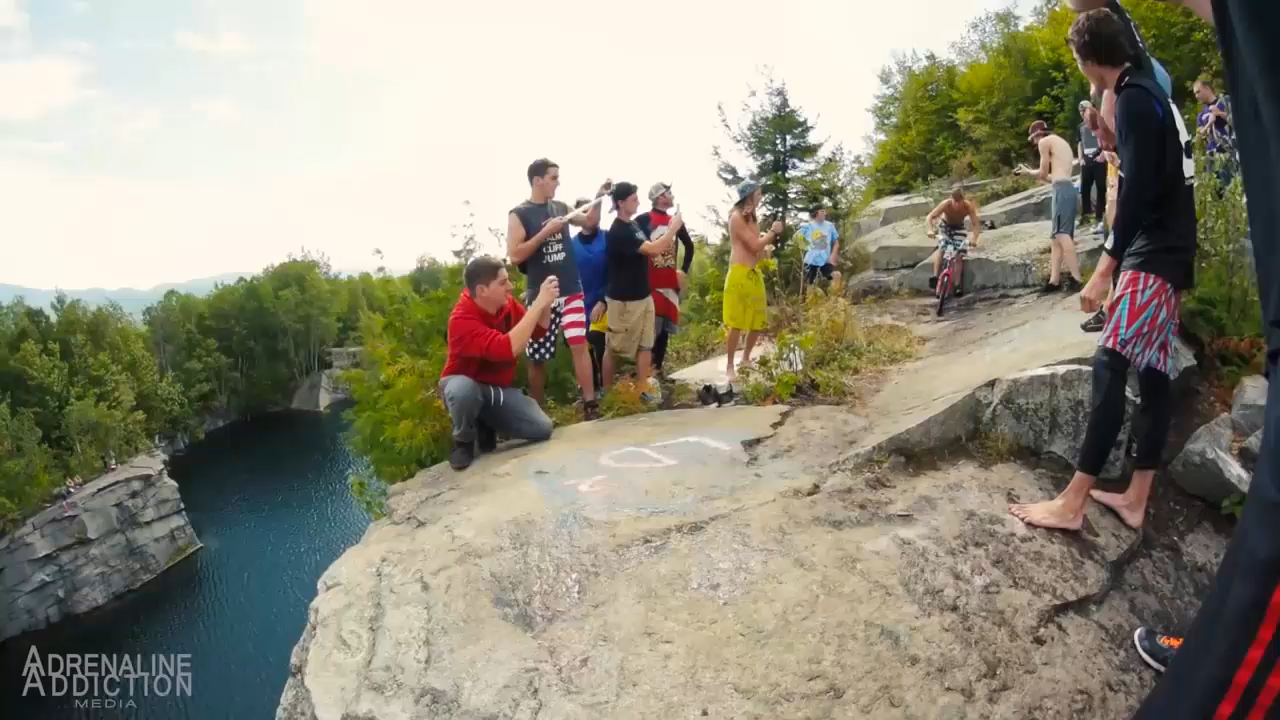 CLIFF
JUMP
ADRENALINE
ADDICTION
MEDIA